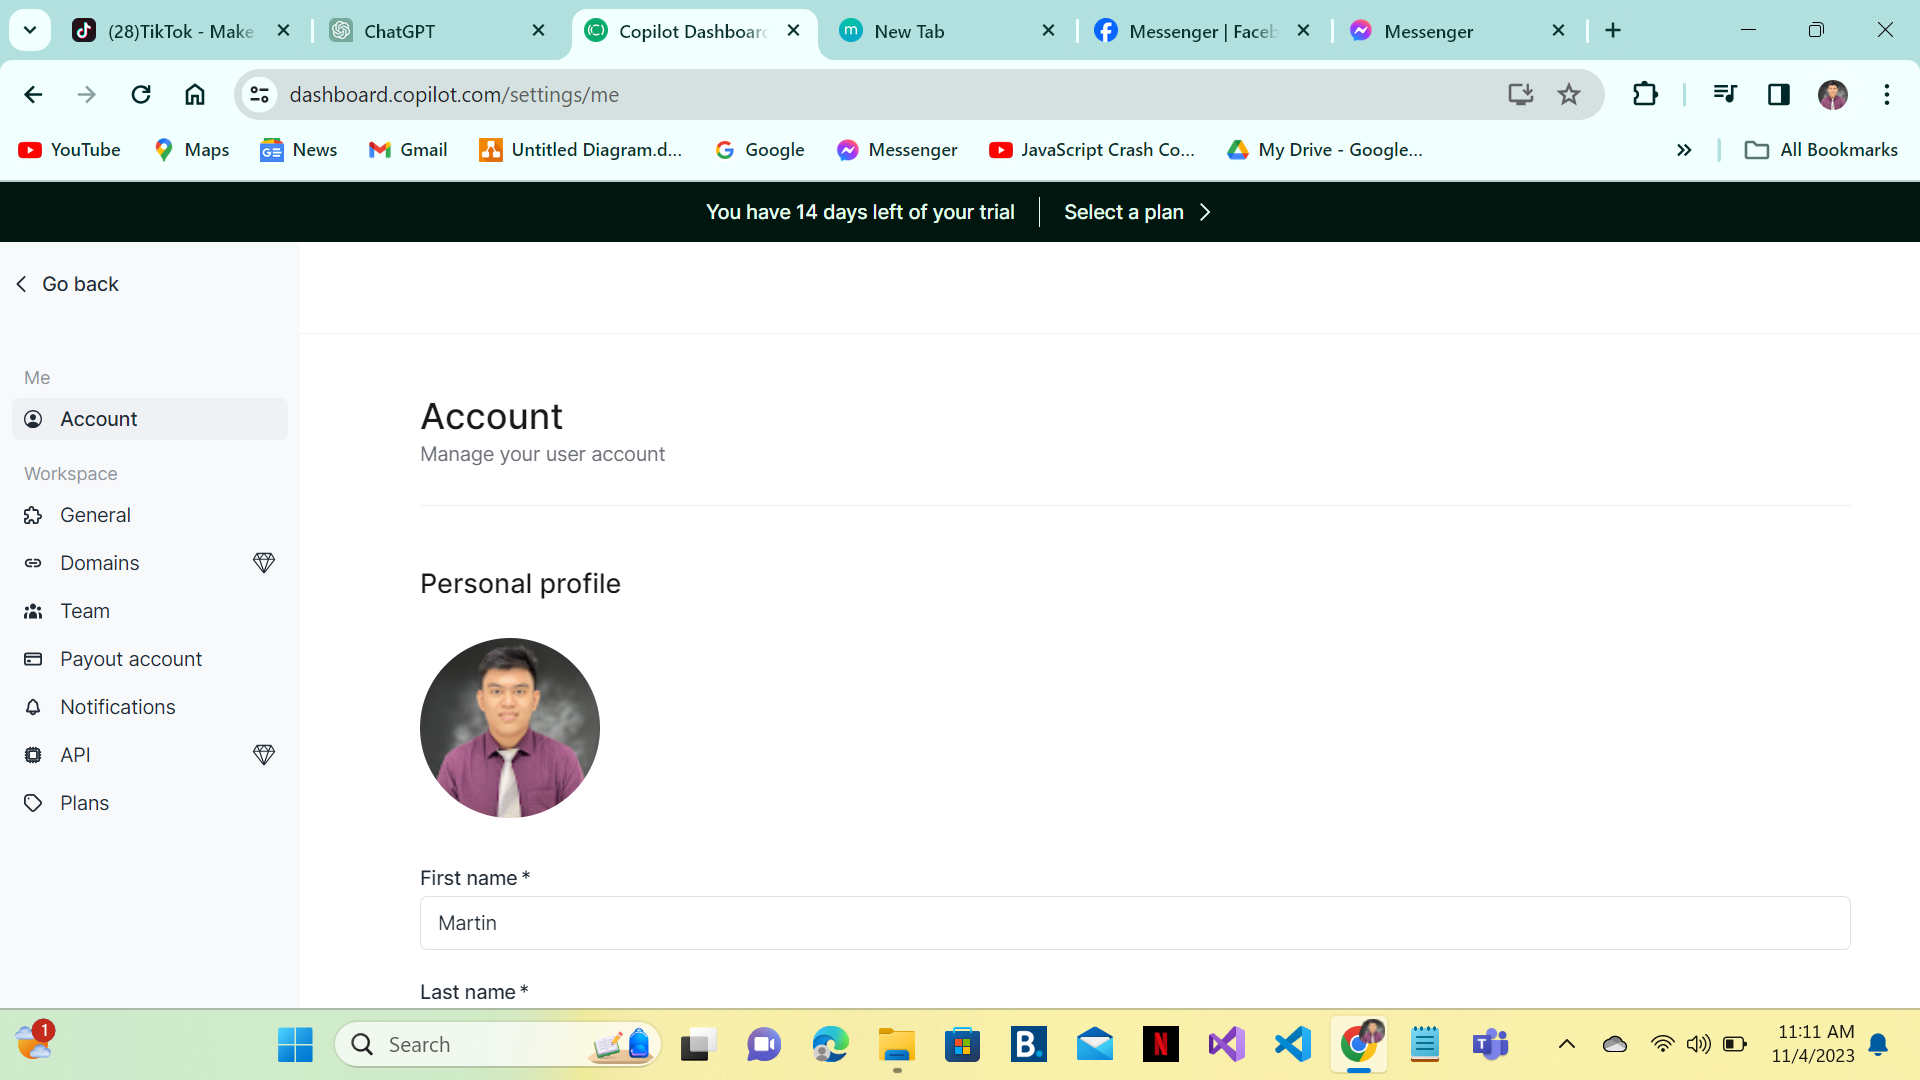 (28)TikTok - Make
ChatGPT
Copilot Dashboard
New Tab
Messenger | Faceb
Messenger
dashboard.copilot.com/settings/me
YouTube
Maps
News
Gmail
Untitled Diagram.d...
Google
Messenger
JavaScript Crash Co...
My Drive - Google...
All Bookmarks
You have 14 days left of your trial
Select a plan
Go back
Me
Account
Workspace
General
Domains
Team
Payout account
Notifications
API
Plans
Account
Manage your user account
Personal profile
First name *
Martin
Last name *
1
Search
B.
N
T
11:11 AM
11/4/2023